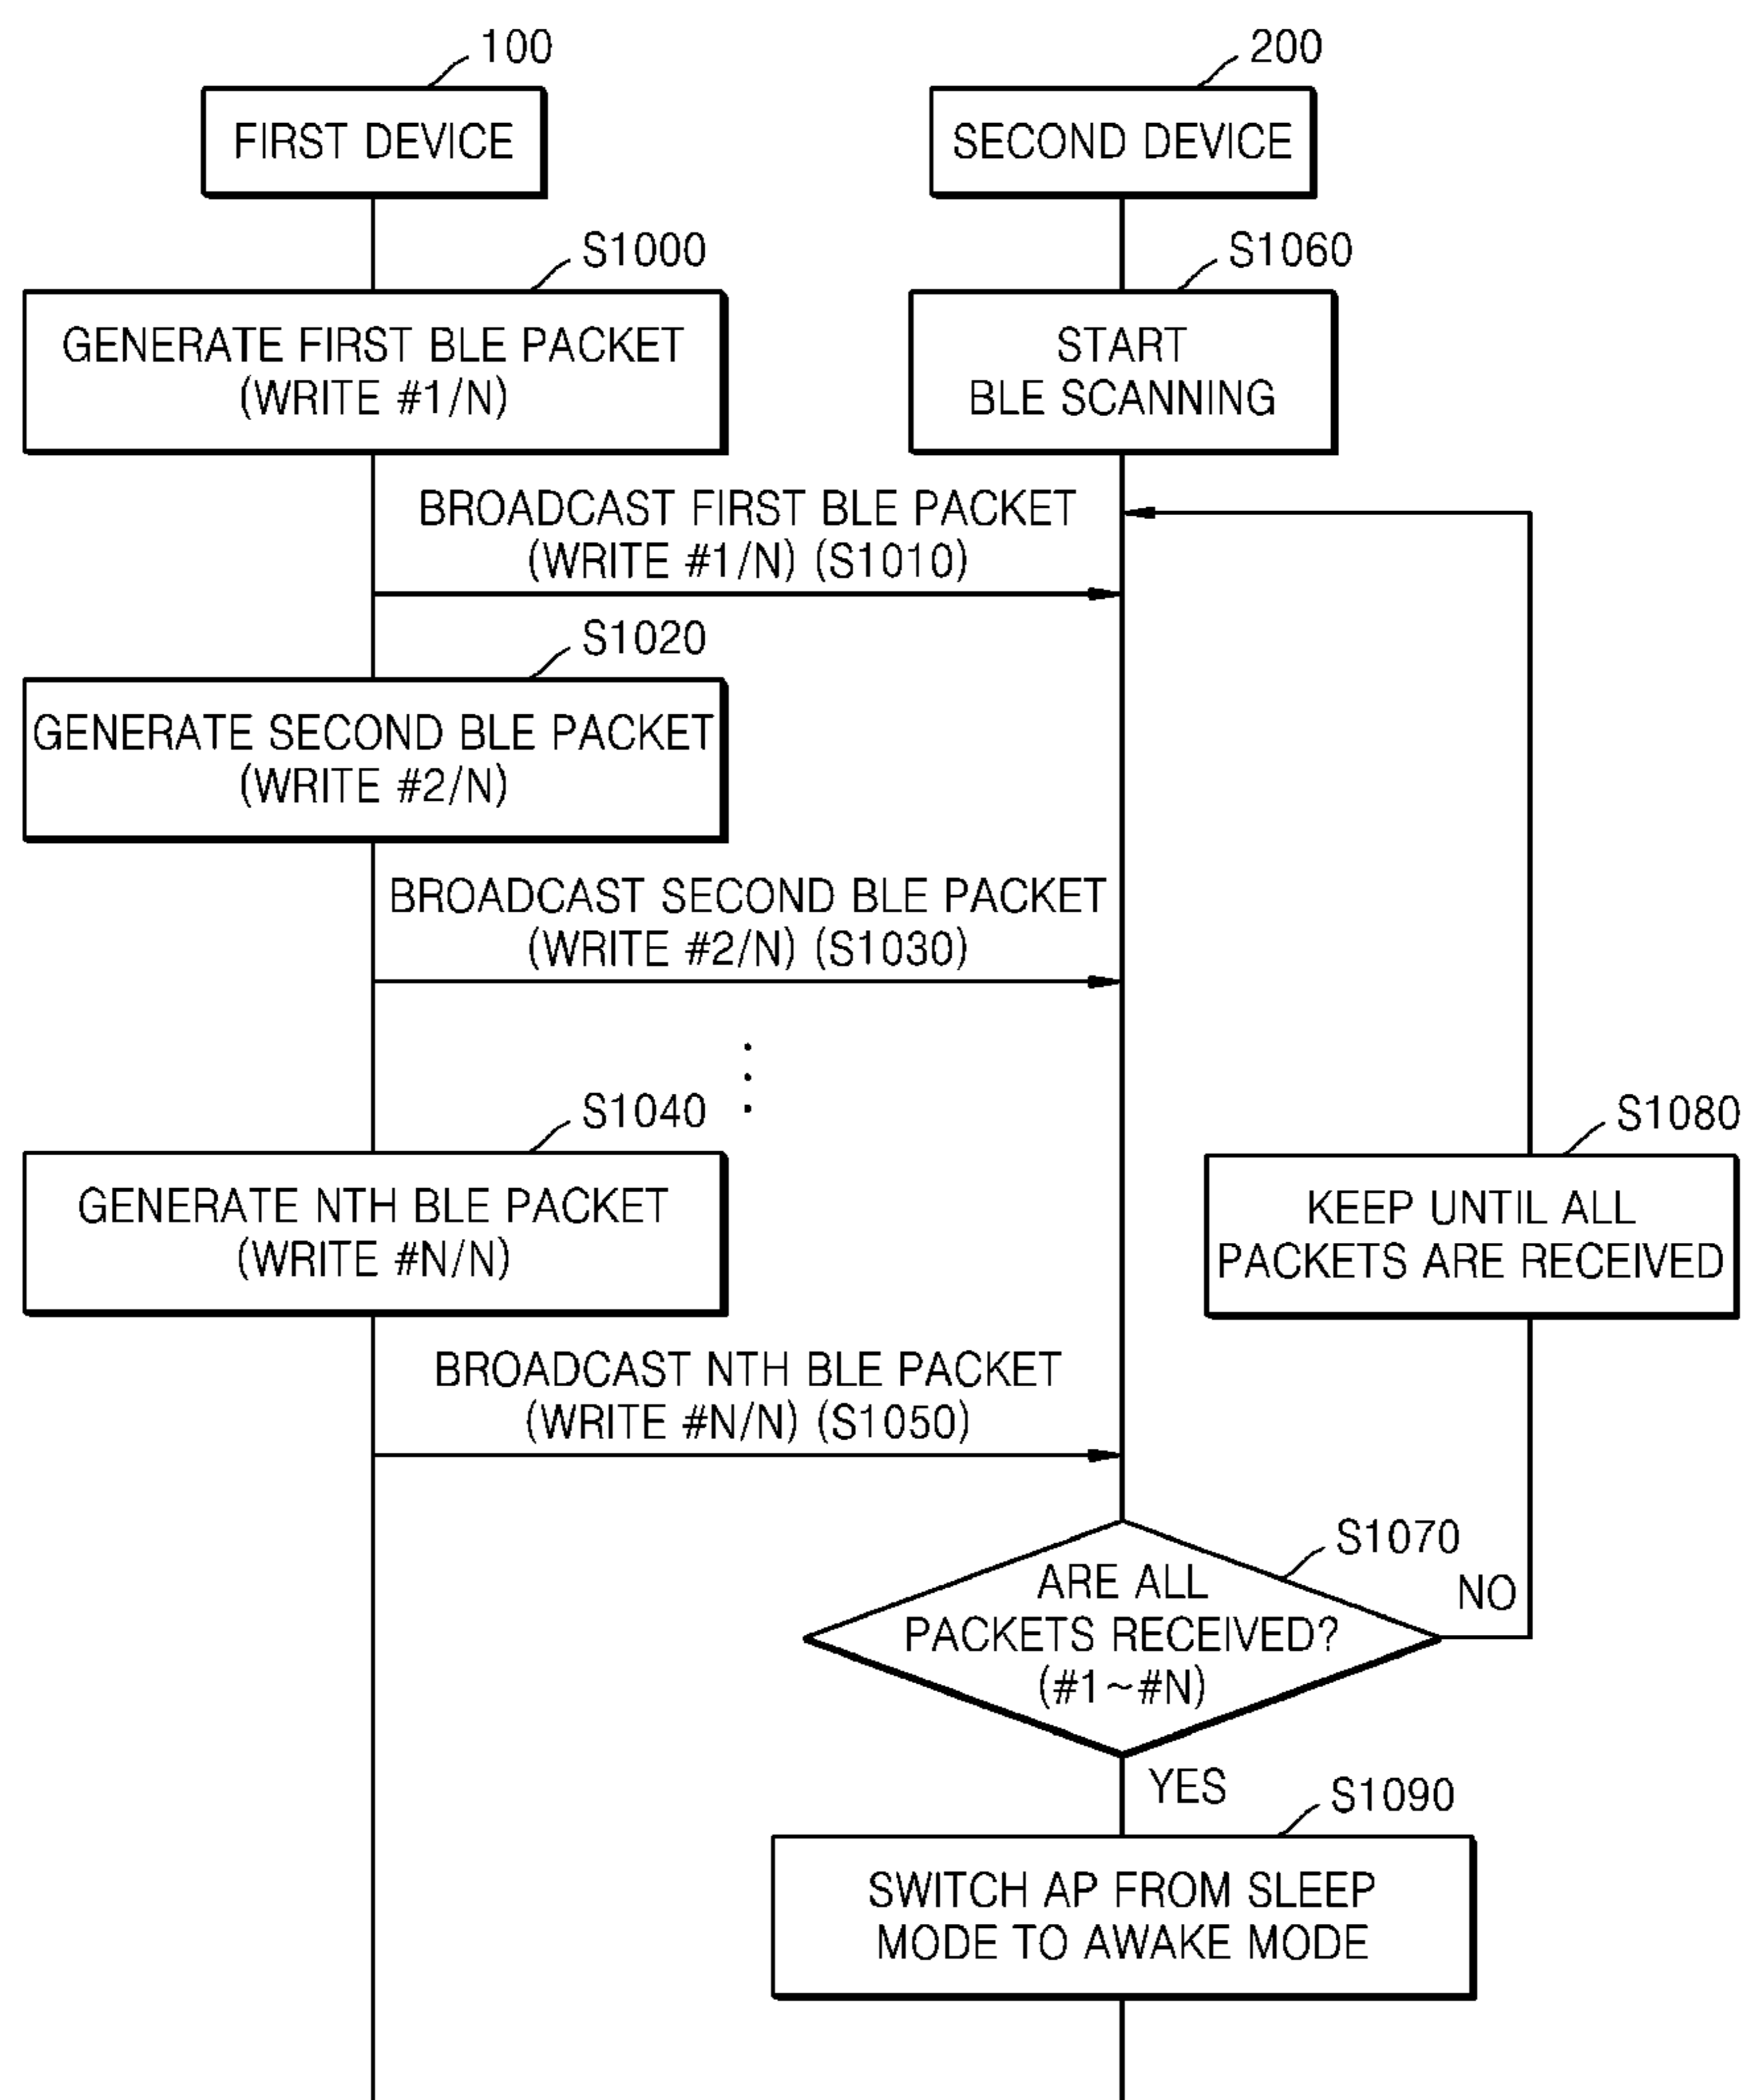 100
200
FIRST DEVICE
SECOND DEVICE
S1000
S1060
GENERATE FIRST BLE PACKET
(WRITE #1/N)
START
BLE SCANNING
BROADCAST FIRST BLE PACKET
(WRITE #1/N) (S1010)
S1020
GENERATE SECOND BLE PACKET
(WRITE #2/N)
BROADCAST SECOND BLE PACKET
(WRITE #2/N) (S1030)
S1040
S1080
GENERATE NTH BLE PACKET
(WRITE #N/N)
KEEP UNTIL ALL
PACKETS ARE RECEIVED
BROADCAST NTH BLE PACKET
(WRITE #N/N) (S1050)
S1070
ARE ALL
PACKETS RECEIVED?
(#1~#N)
NO
YES
S1090
SWITCH AP FROM SLEEP
MODE TO AWAKE MODE